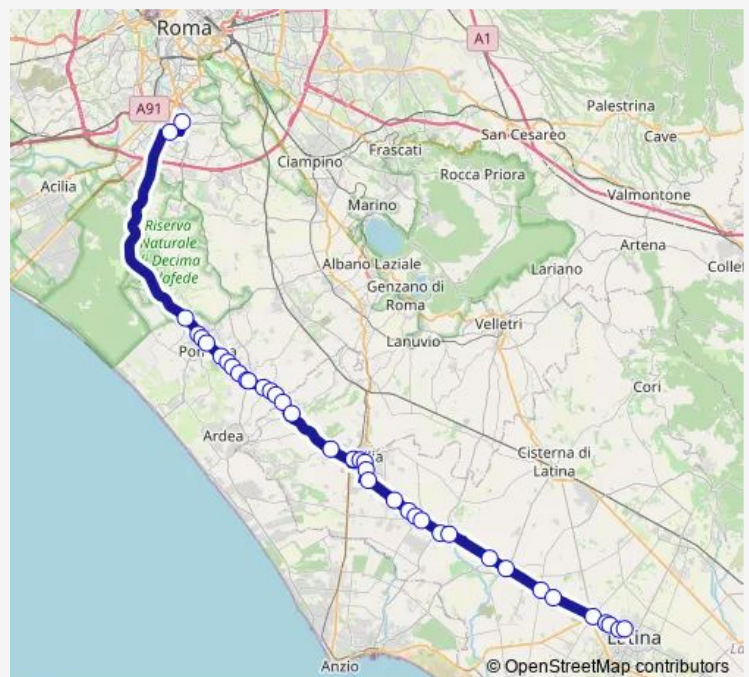 Roma
A1
A91
Palestrina
San Cesareo
Cave
Ciampino
Frascati
Rocca Priora
Acilia
Marino
Valmontone
Riserva
Naturale
Decima
Artena
Albano Laziale
Lariano
Genzano di
Roma
Velletri
Lanuvio
Cori
Ardea
Cisterna di
Latina
Latina
Anzio
© OpenStreetMap contributors